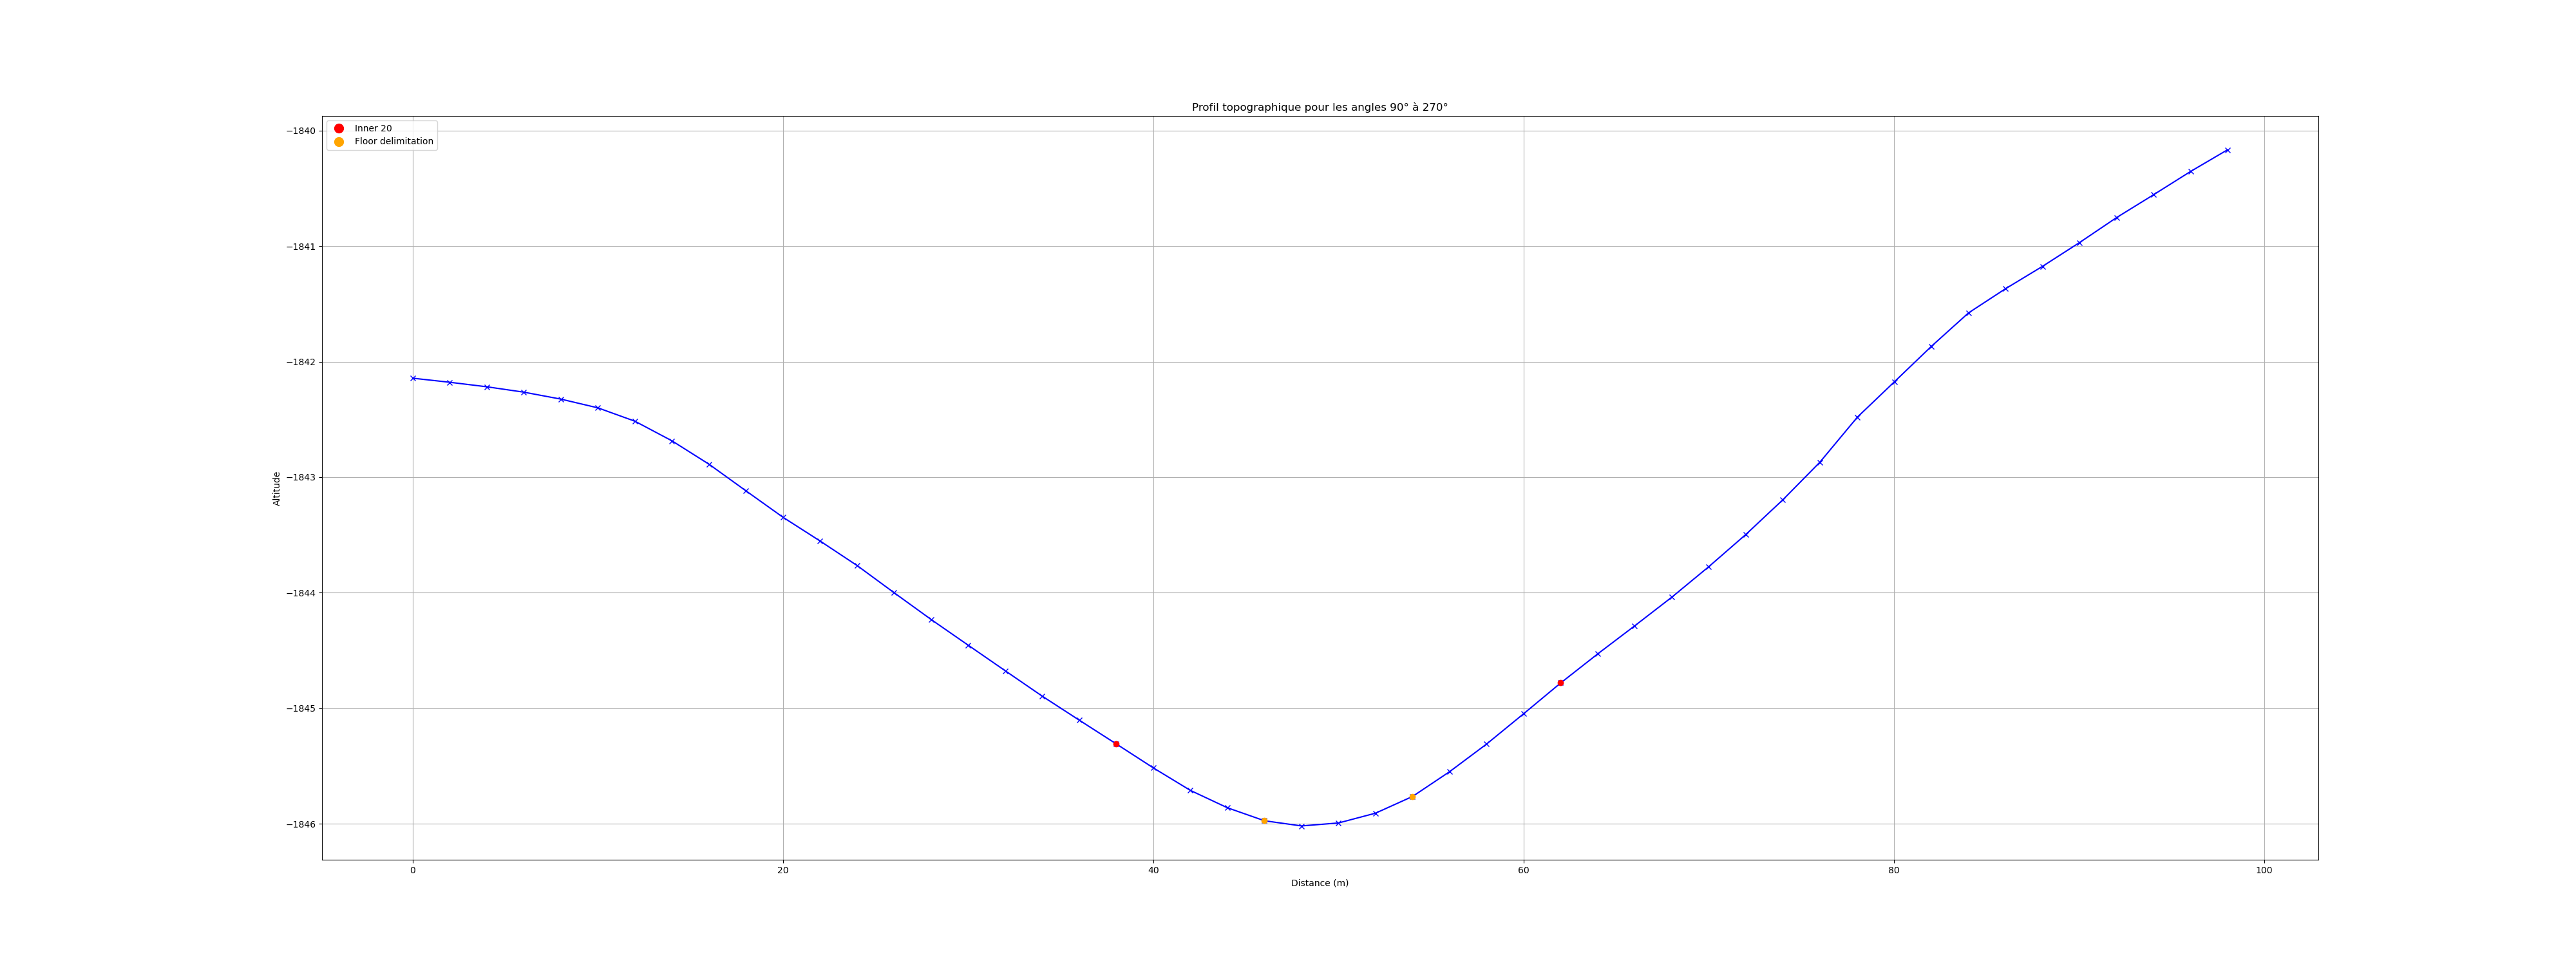 Profil topographique pour les angles 90° à 270°
Inner 20
Floor delimitation
−1840
−1841
−1842
−1843
−1844
−1845
−1846
Altitude
0
20
40
60
80
100
Distance (m)